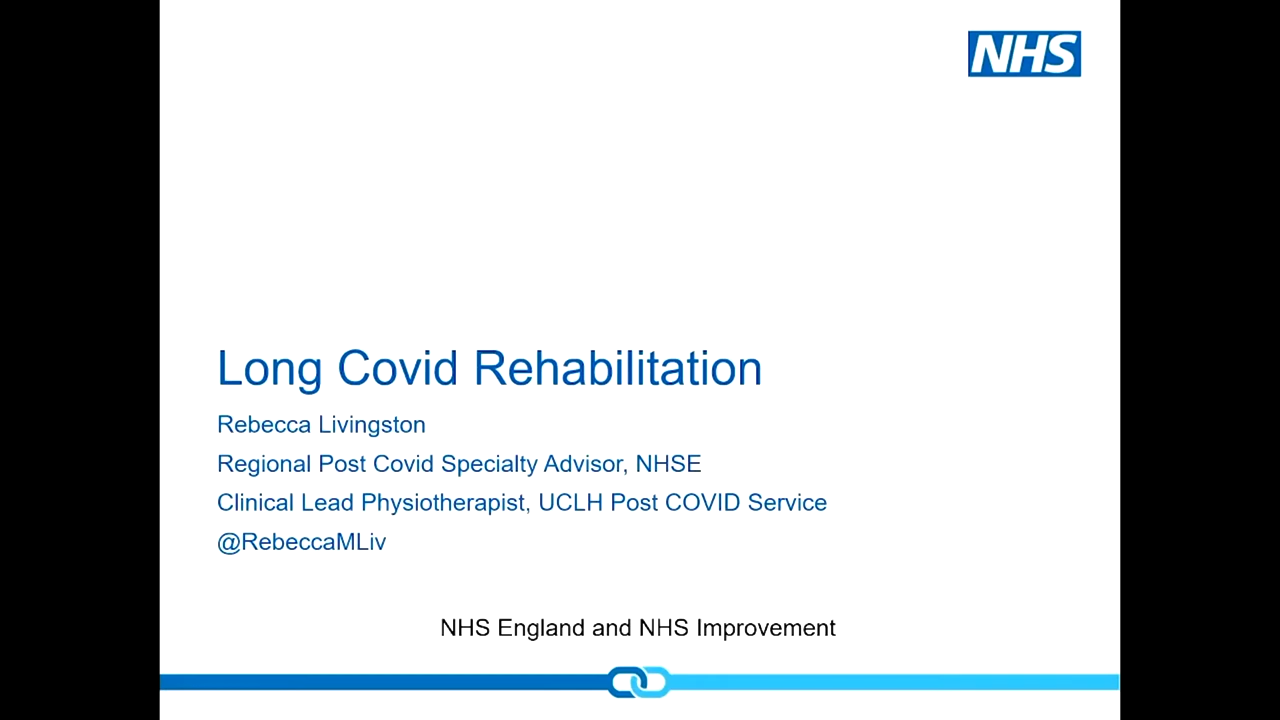 NHS
Long Covid Rehabilitation
Rebecca Livingston
Regional Post Covid Specialty Advisor, NHSE
Clinical Lead Physiotherapist, UCLH Post COVID Service
@RebeccaMLiv
NHS England and NHS Improvement